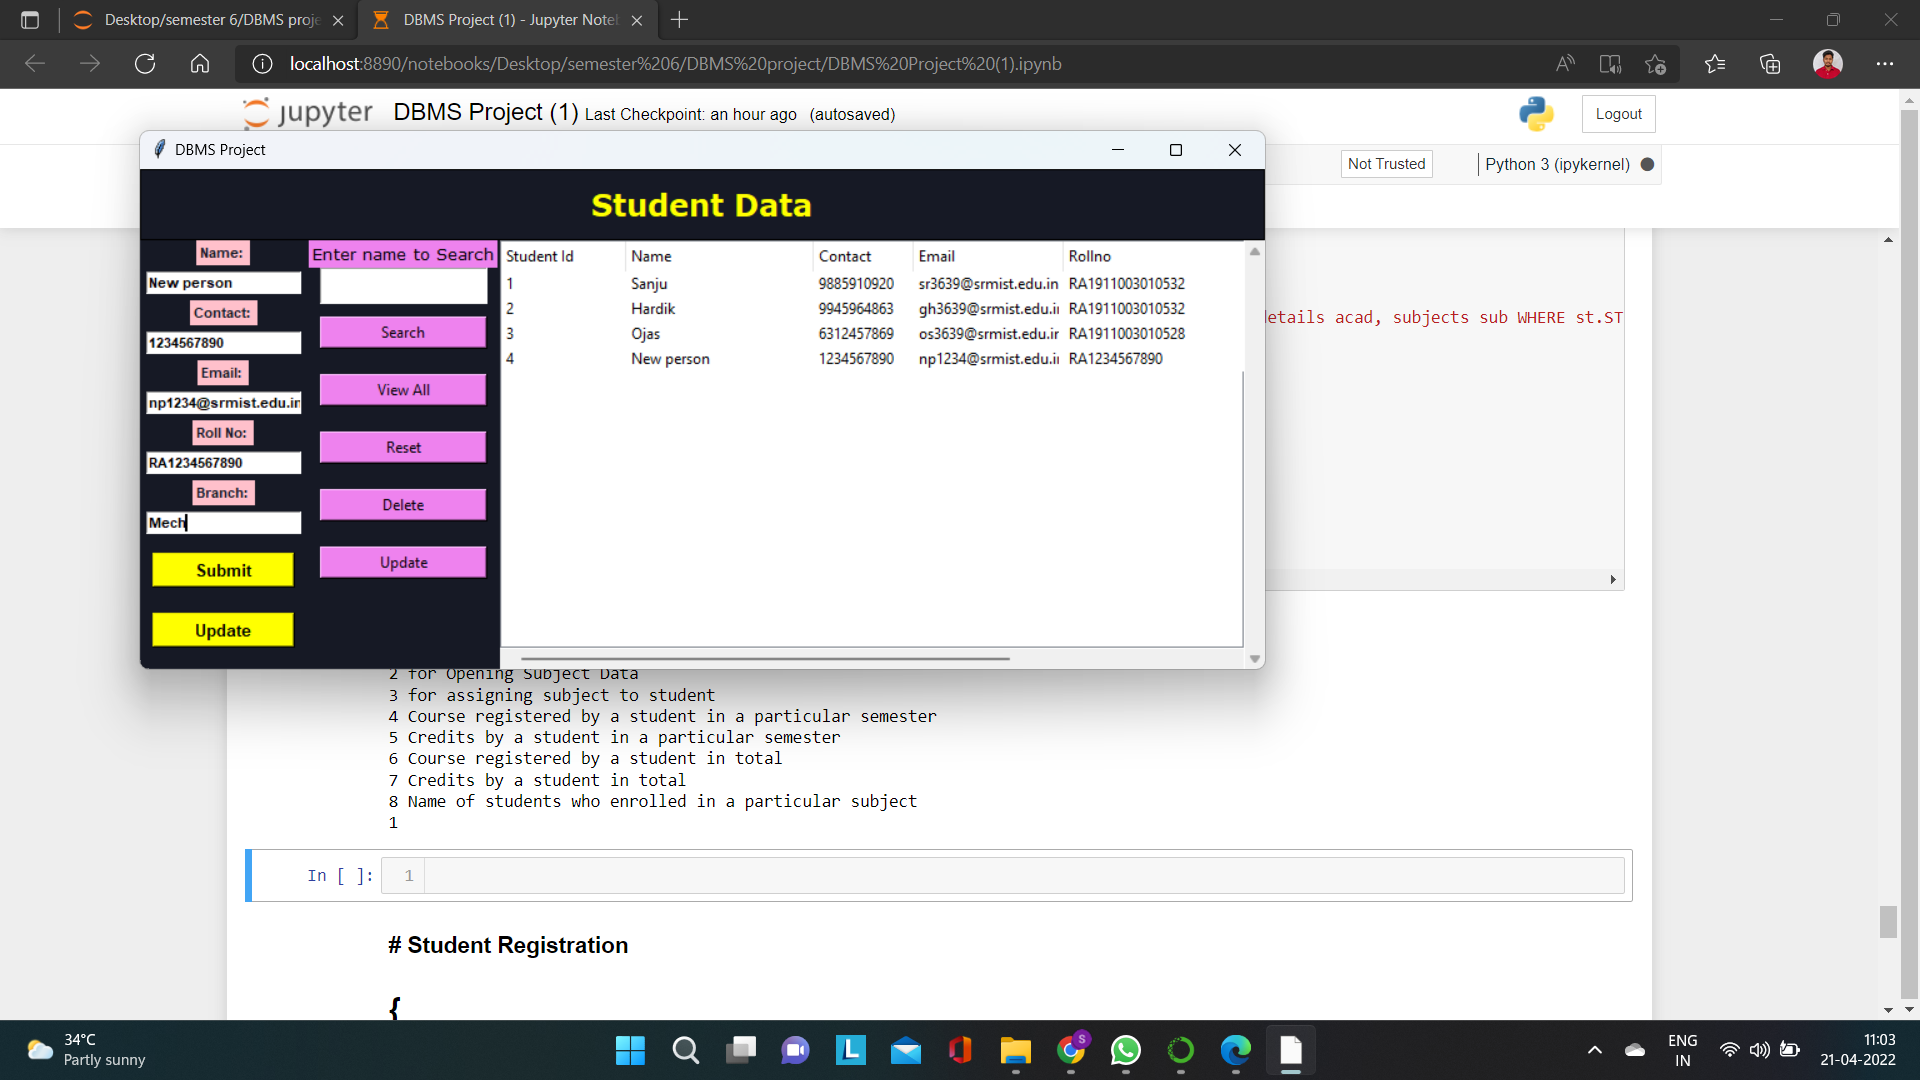 Desktop/semester 6/DBMS proje
DBMS Project (1) - Jupyter Note
localhost:8890/notebooks/Desktop/semester%206/DBMS%20project/DBMS%20Project%20(1).ipynb
jupyter DBMS Project (1) Last Checkpoint: an hour ago (autosaved)
Logout
Not Trusted
Python 3 (ipykernel)
DBMS Project
Student Data
Name:
New person
Contact:
1234567890
Email:
np1234@srmist.edu.in
Roll No:
RA1234567890
Branch:
Mech
Submit
Update
Enter name to Search
Search
View All
Reset
Delete
Update
Student Id Name Contact Email Rollno
1 Sanju 9885910920 sr3639@srmist.edu.in RA1911003010532
2 Hardik 9945964863 gh3639@srmist.edu.ii RA1911003010532
3 Ojas 6312457869 os3639@srmist.edu.ii RA1911003010528
4 New person 1234567890 np1234@srmist.edu.ii RA1234567890
etails acad, subjects sub WHERE st.ST
2 for Opening Subject Data
3 for assigning subject to student
4 Course registered by a student in a particular semester
5 Credits by a student in a particular semester
6 Course registered by a student in total
7 Credits by a student in total
8 Name of students who enrolled in a particular subject
1
In [ ]: 1
# Student Registration
{
34°C
Partly sunny
L
S
ENG
IN
11:03
21-04-2022